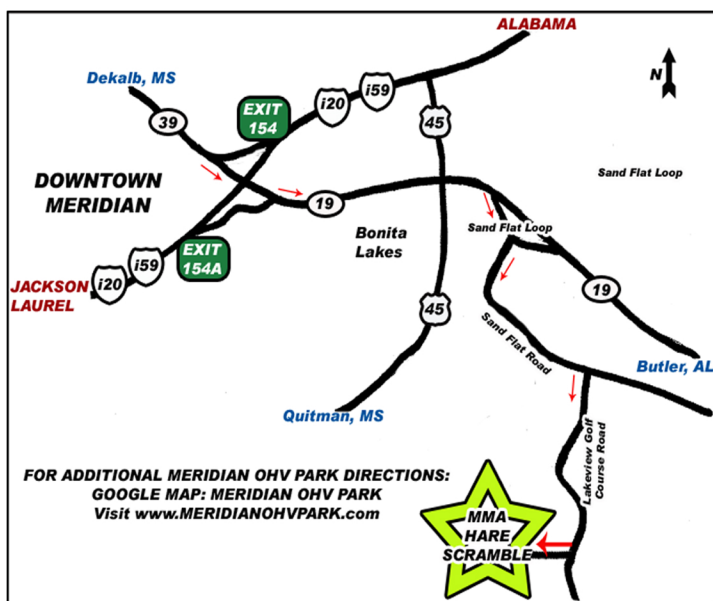 ALABAMA
Dekalb, MS
N
i59
i20
EXIT
154
39
45
Sand Flat Loop
DOWNTOWN
MERIDIAN
19
Sand Flat Loop
Bonita
Lakes
EXIT
154A
i59
i20
JACKSON
LAUREL
19
45
Sand Flat Road
Butler, AL
Quitman, MS
Lakeview Golf
Course Road
FOR ADDITIONAL MERIDIAN OHV PARK DIRECTIONS:
GOOGLE MAP: MERIDIAN OHV PARK
Visit www.MERIDIANOHVPARK.com
MMA
HARE
SCRAMBLE